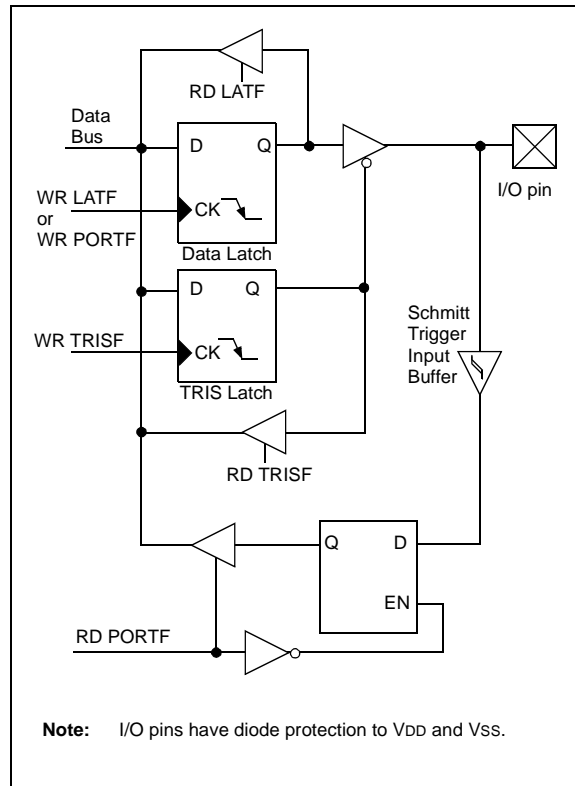 RD LATF
Data
Bus
D Q
I/O pin
WR LATF
or
WR PORTF
CK
Data Latch
D Q
WR TRISF
CK
TRIS Latch
Schmitt
Trigger
Input
Buffer
RD TRISF
Q D
EN
RD PORTF
Note: I/O pins have diode protection to VDD and VSS.